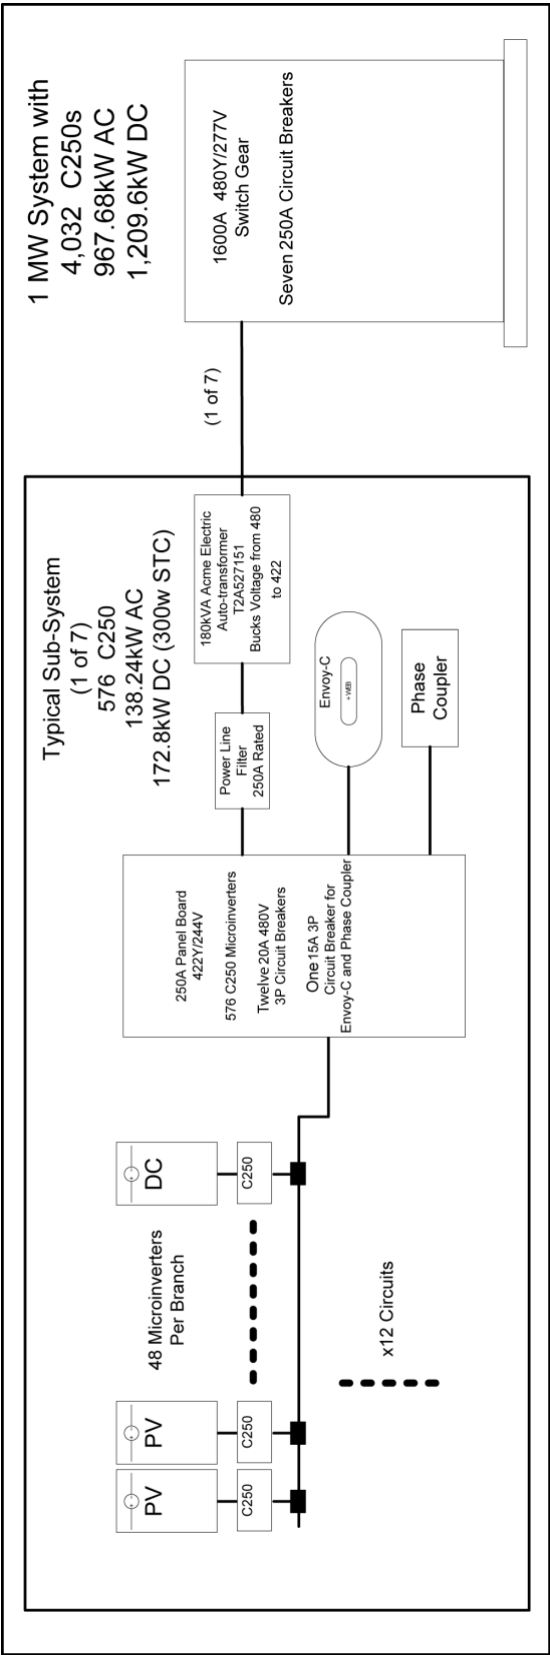 1 MW System with
4,032 C250s
967.68kW AC
1,209.6kW DC
1600A 480Y/277V
Switch Gear
Seven 250A Circuit Breakers
(1 of 7)
Typical Sub-System
(1 of 7)
576 C250
138.24kW AC
172.8kW DC (300w STC)
180kVA Acme Electric
Auto-transformer
T2A527151
Bucks Voltage from 480
to 422
Power Line
Filter
250A Rated
Envoy-C
+WEB
Phase
Coupler
250A Panel Board
422Y/244V
576 C250 Microinverters
Twelve 20A 480V
3P Circuit Breakers
One 15A 3P
Circuit Breaker for
Envoy-C and Phase Coupler
DC
C250
48 Microinverters
Per Branch
x12 Circuits
PV
C250
PV
C250